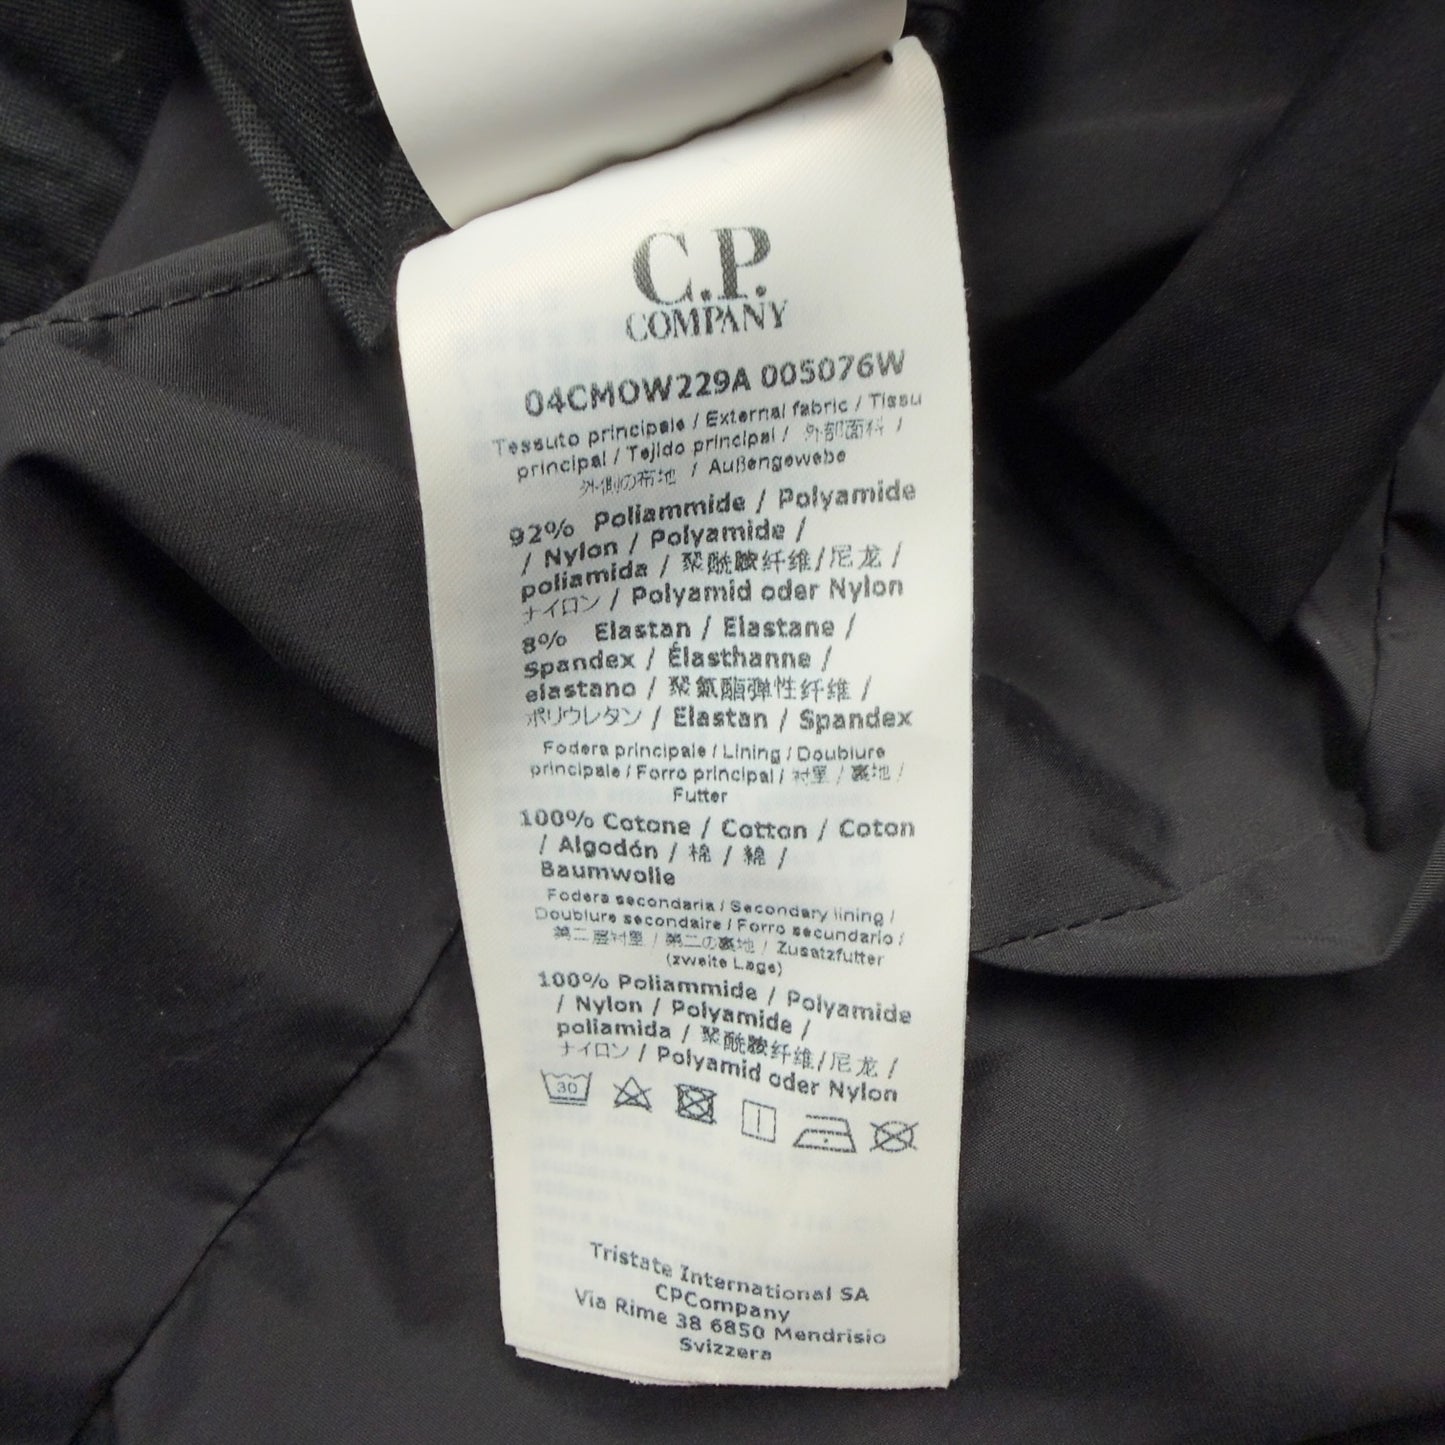 C.P.
COMPANY
04CMOW229A 005076W
Tessuto principale / External fabric / Tissu
principal / Tejido principal / 外部面料 /
外側の布地 / Außengewebe
92% Poliammide / Polyamide
/ Nylon / Polyamide /
poliamida / 聚酰胺纤维/尼龙 /
ナイロン / Polyamid oder Nylon
8% Elastan / Elastane /
Spandex / Élasthanne /
elastano / 聚氨酯弹性纤维 /
ポリウレタン / Elastan / Spandex
Fodera principale / Lining / Doublure
principale / Forro principal / 衬里 / 裏地 /
Futter
100% Cotone / Cotton / Coton
/ Algodón / 棉 / 綿 /
Baumwolle
Fodera secondaria / Secondary lining /
Doublure secondaire / Forro secundario /
第二层衬里 / 第二の裏地 / Zusatzfutter
(zweite Lage)
100% Poliammide / Polyamide
/ Nylon / Polyamide /
poliamida / 聚酰胺纤维/尼龙 /
ナイロン / Polyamid oder Nylon
30
Tristate International SA
CPCompany
Via Rime 38 6850 Mendrisio
Svizzera